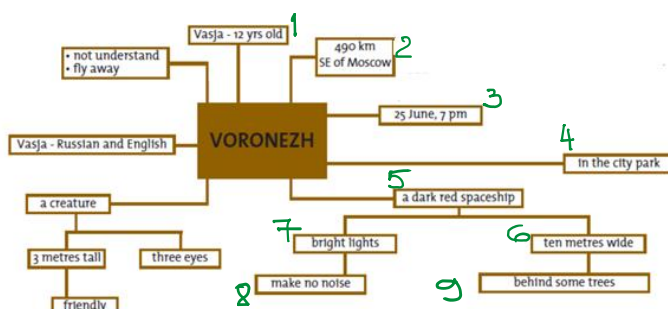 Vasja - 12 yrs old
1
490 km
SE of Moscow
2
• not understand
• fly away
25 June, 7 pm
3
VORONEZH
Vasja - Russian and English
in the city park
4
a dark red spaceship
5
a creature
bright lights
7
ten metres wide
6
3 metres tall
three eyes
make no noise
8
behind some trees
9
friendly